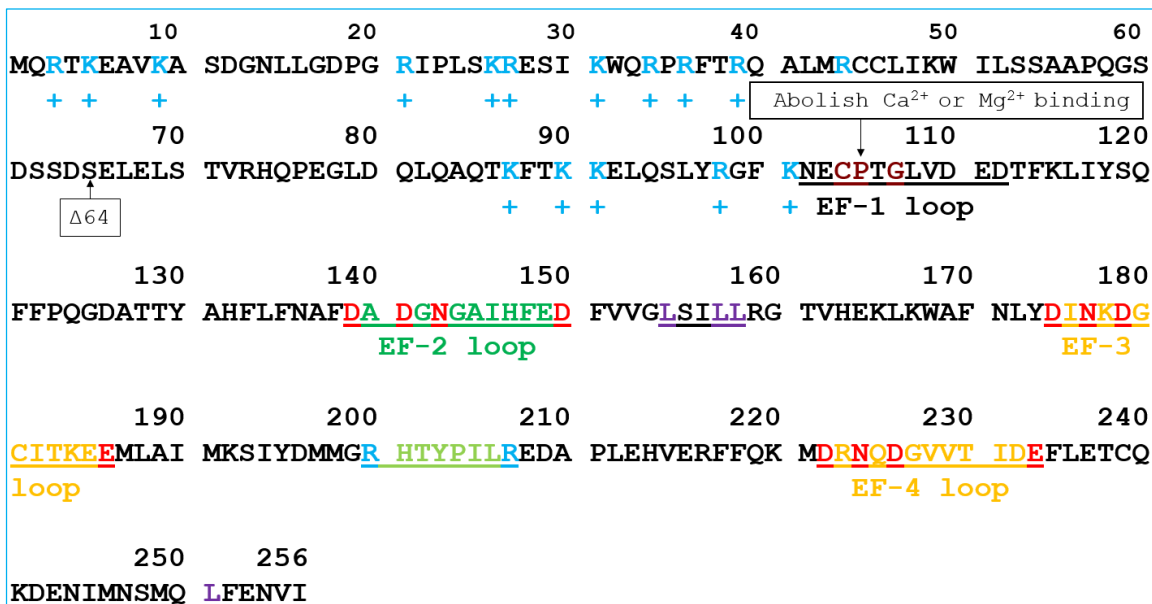 10 20 30 40 50 60
MQRTKEAVKA SDGNLLGDPG RIPLSKRESI KWQRPRFTRQ ALMRCCLIKW ILSSAAPQGS
+ + + + + + + + + +
Abolish Ca²⁺ or Mg²⁺ binding
70 80 90 100 110 120
DSSDSELELS TVRHQPEGLD QLQAQTKFTK KELQSLYRGF KNECPTGLVD EDTFKLIYSQ
Δ64
+ + + + +
EF-1 loop
130 140 150 160 170 180
FFPQGDATTY AHFLFNAFDA DGNGAIHFED FVVGLSILLRG TVHEKLKWAF NLYDINKDG
EF-2 loop
EF-3
190 200 210 220 230 240
CITKEEMLAI MKSIYDMMGR HTYPILREDA PLEHVERFFQK MDRNQDGVVT IDEFLETCQ
loop
EF-4 loop
250 256
KDENIMNSMQ LFENVI